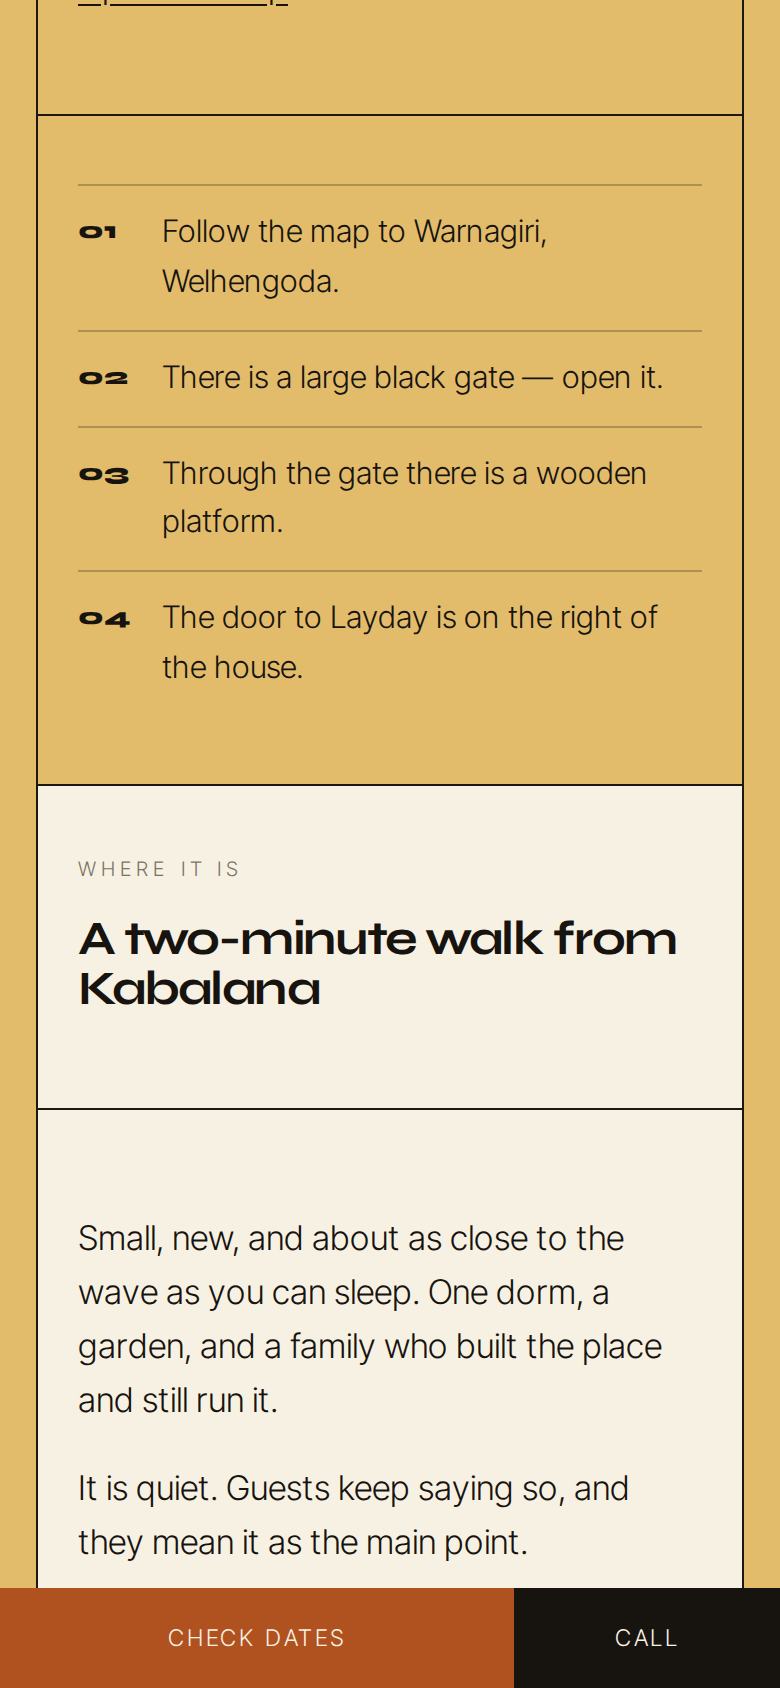 01 Follow the map to Warnagiri,
Welhengoda.
02 There is a large black gate — open it.
03 Through the gate there is a wooden
platform.
04 The door to Layday is on the right of
the house.
WHERE IT IS
A two-minute walk from
Kabalana
Small, new, and about as close to the
wave as you can sleep. One dorm, a
garden, and a family who built the place
and still run it.
It is quiet. Guests keep saying so, and
they mean it as the main point.
CHECK DATES
CALL